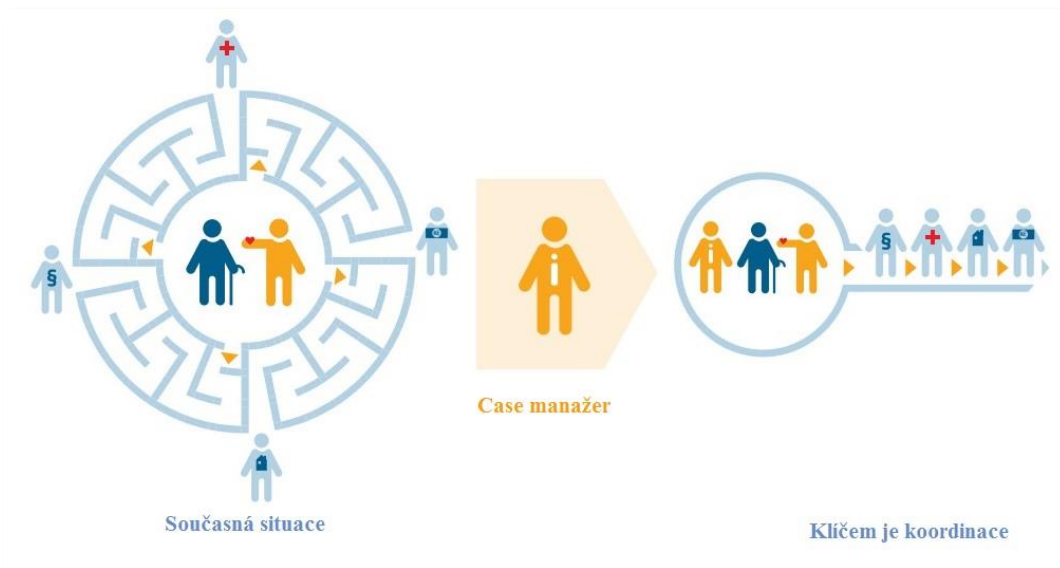 §
§
Case manažer
Současná situace
Klíčem je koordinace